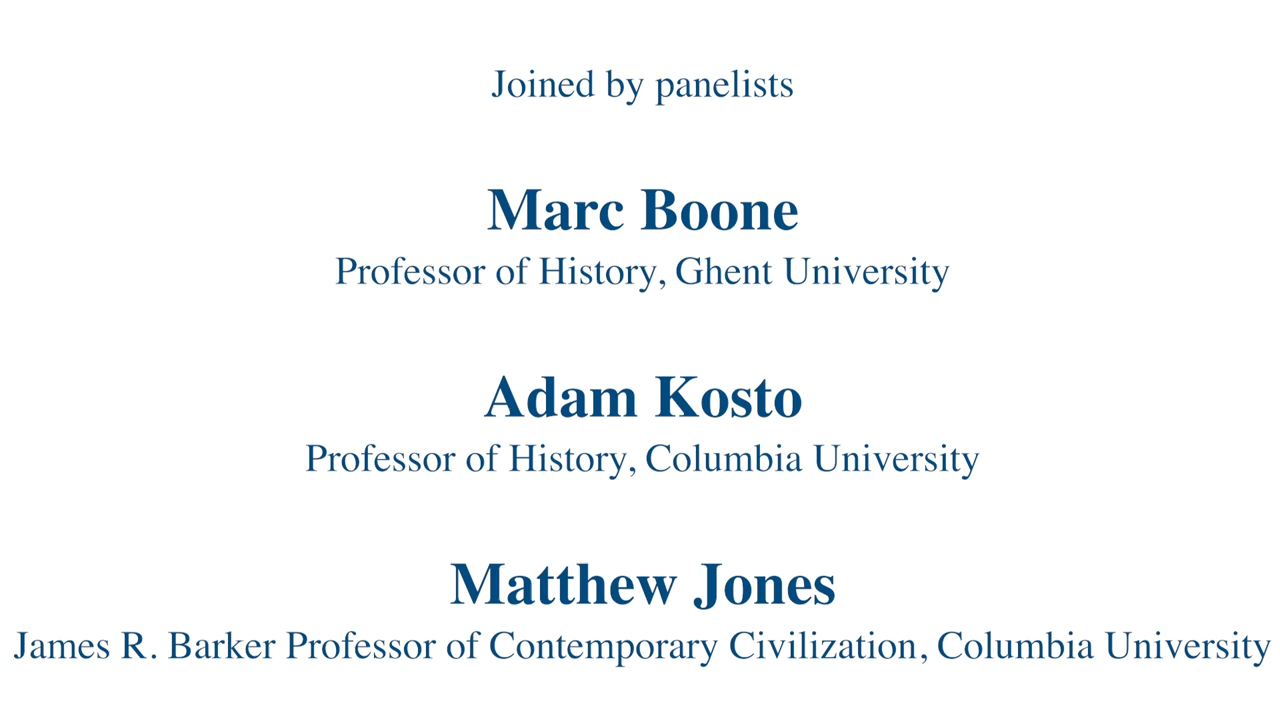 Joined by panelists
Marc Boone
Professor of History, Ghent University
Adam Kosto
Professor of History, Columbia University
Matthew Jones
James R. Barker Professor of Contemporary Civilization, Columbia University